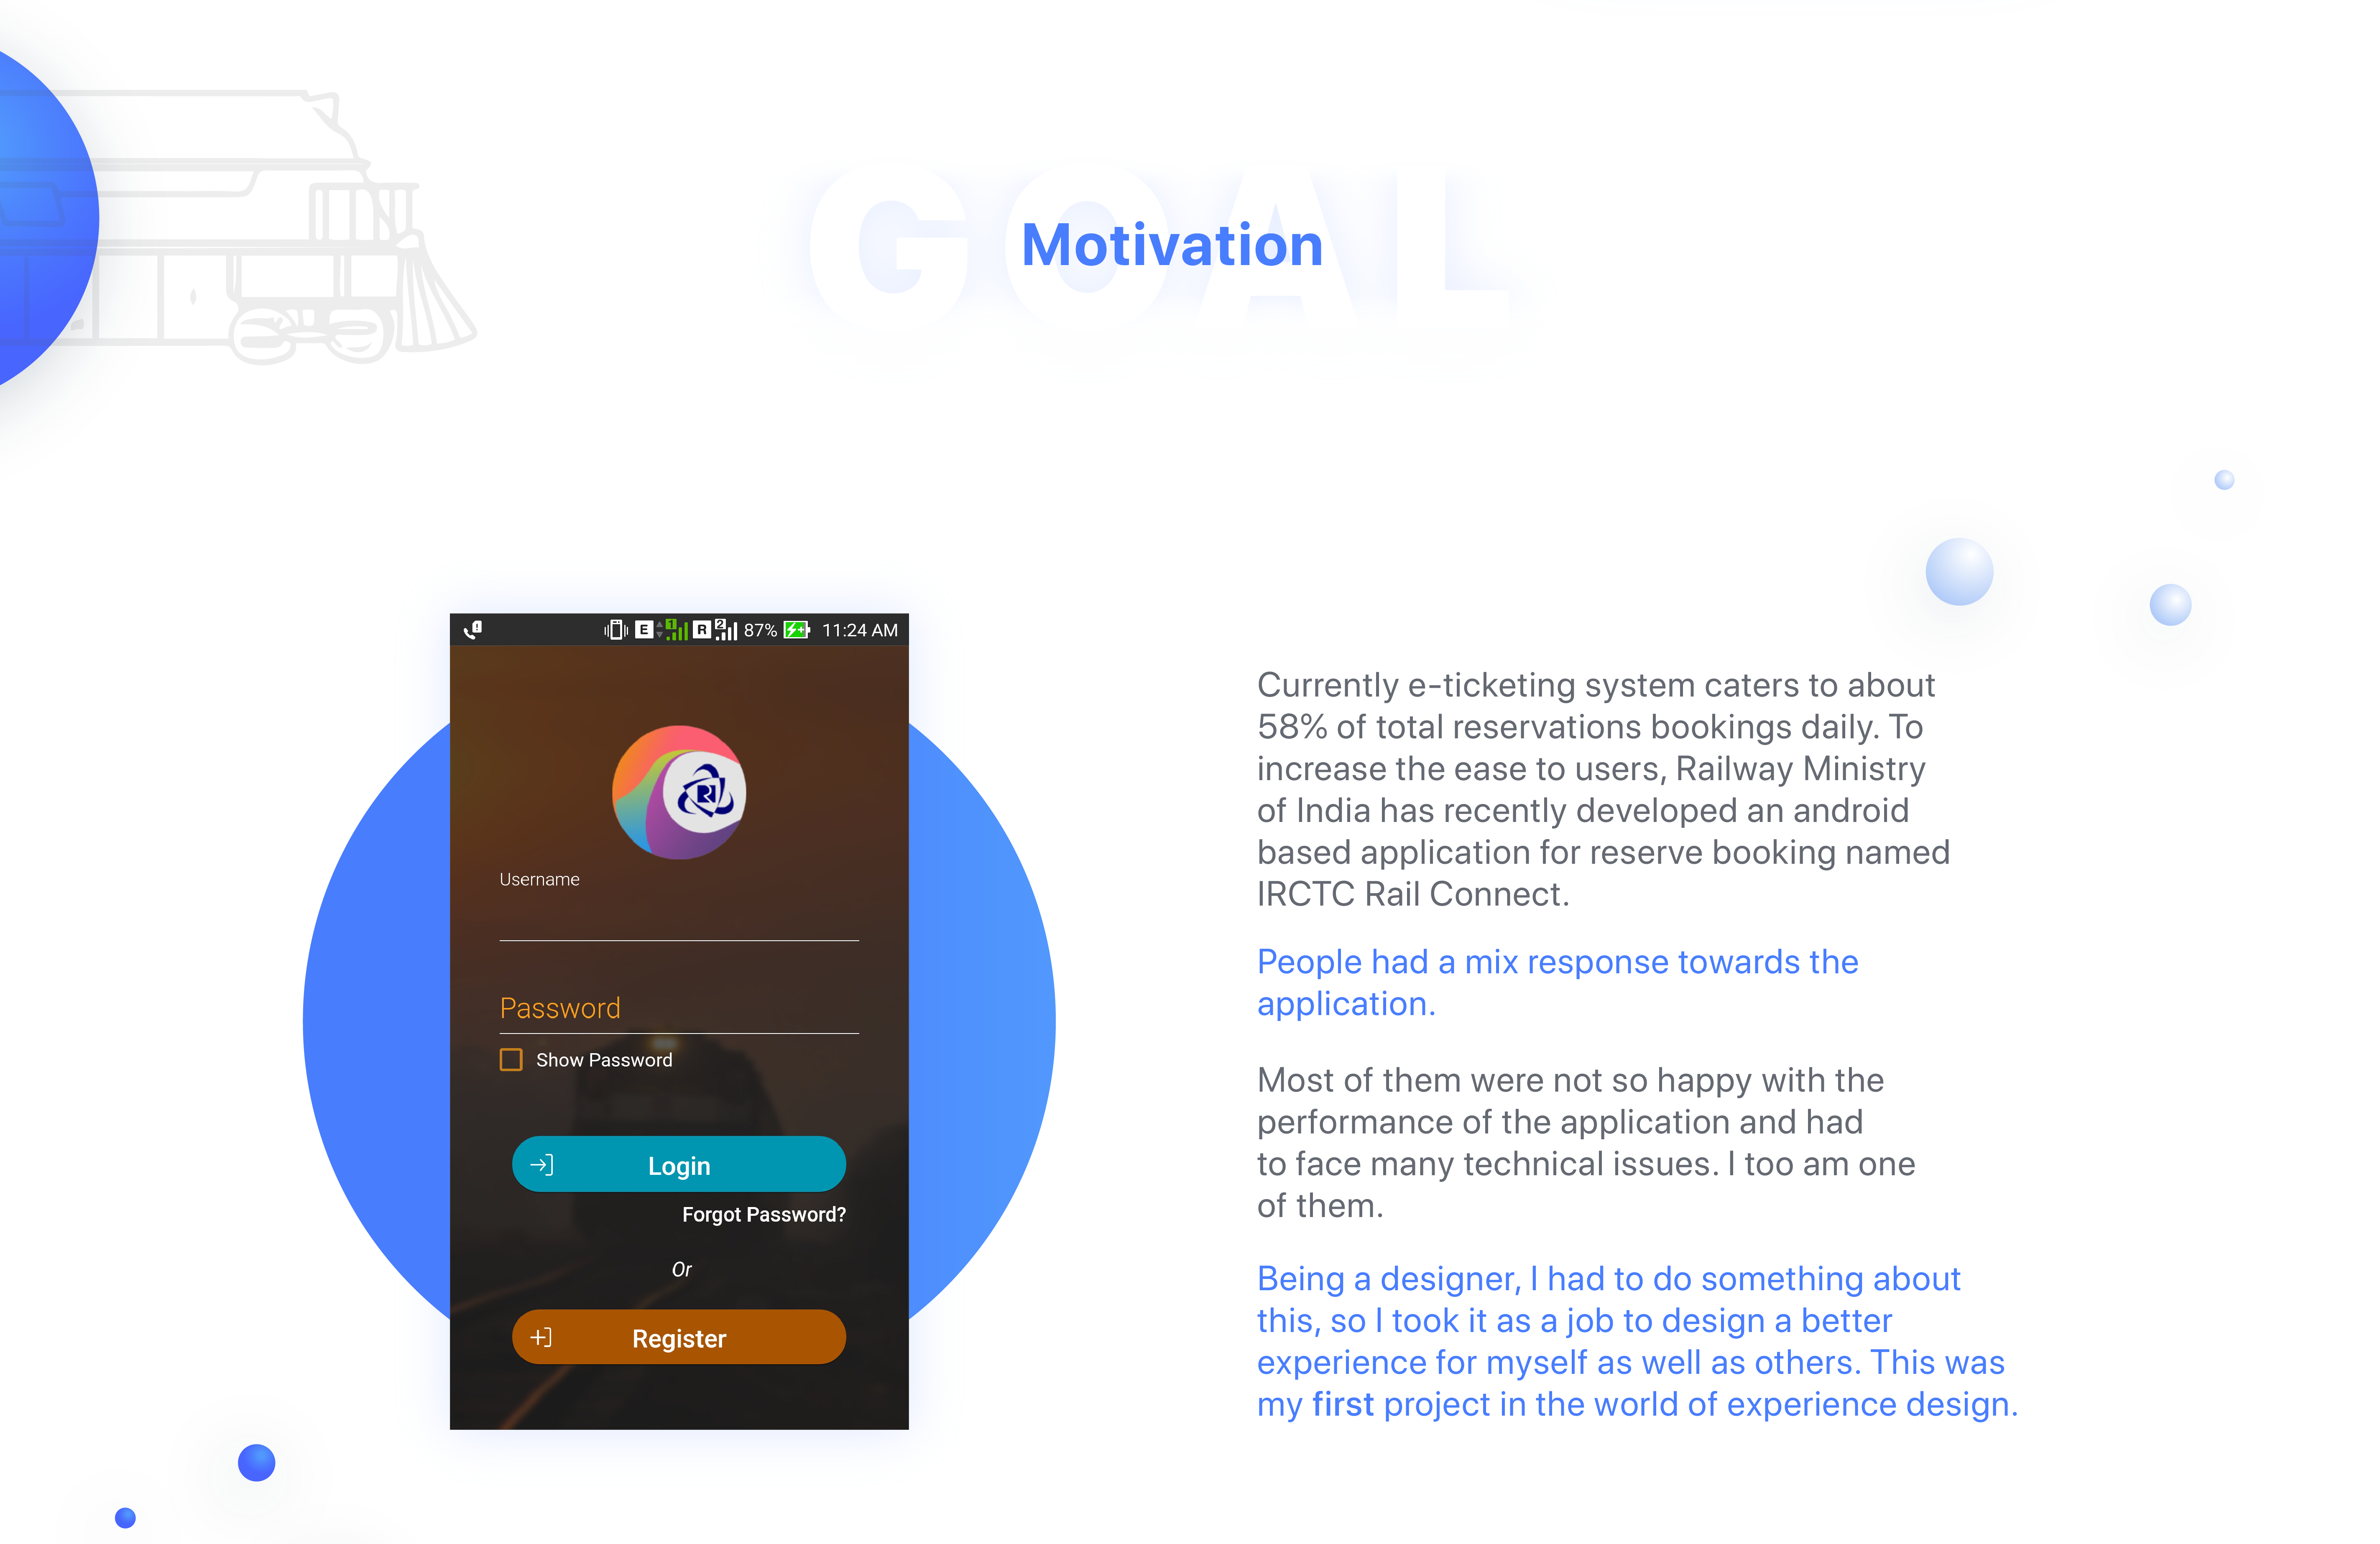 GOAL
Motivation
E 1 R 2 87% 11:24 AM
Username
Password
Show Password
Login
Forgot Password?
Or
Register
Currently e-ticketing system caters to about
58% of total reservations bookings daily. To
increase the ease to users, Railway Ministry
of India has recently developed an android
based application for reserve booking named
IRCTC Rail Connect.
People had a mix response towards the
application.
Most of them were not so happy with the
performance of the application and had
to face many technical issues. I too am one
of them.
Being a designer, I had to do something about
this, so I took it as a job to design a better
experience for myself as well as others. This was
my first project in the world of experience design.